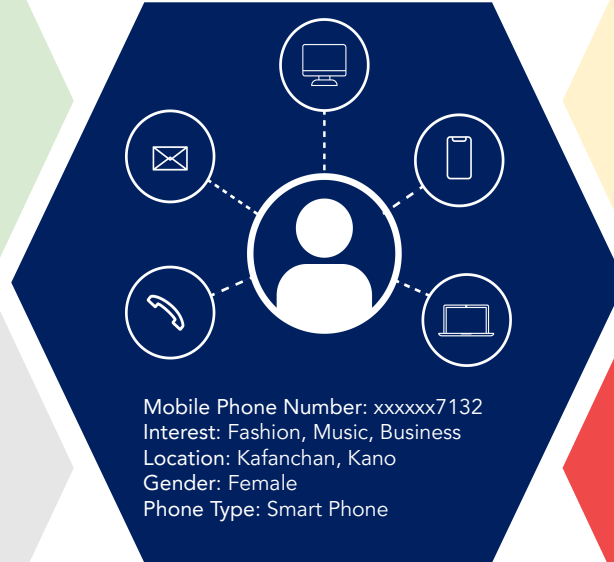 Mobile Phone Number: xxxxxx7132
Interest: Fashion, Music, Business
Location: Kafanchan, Kano
Gender: Female
Phone Type: Smart Phone